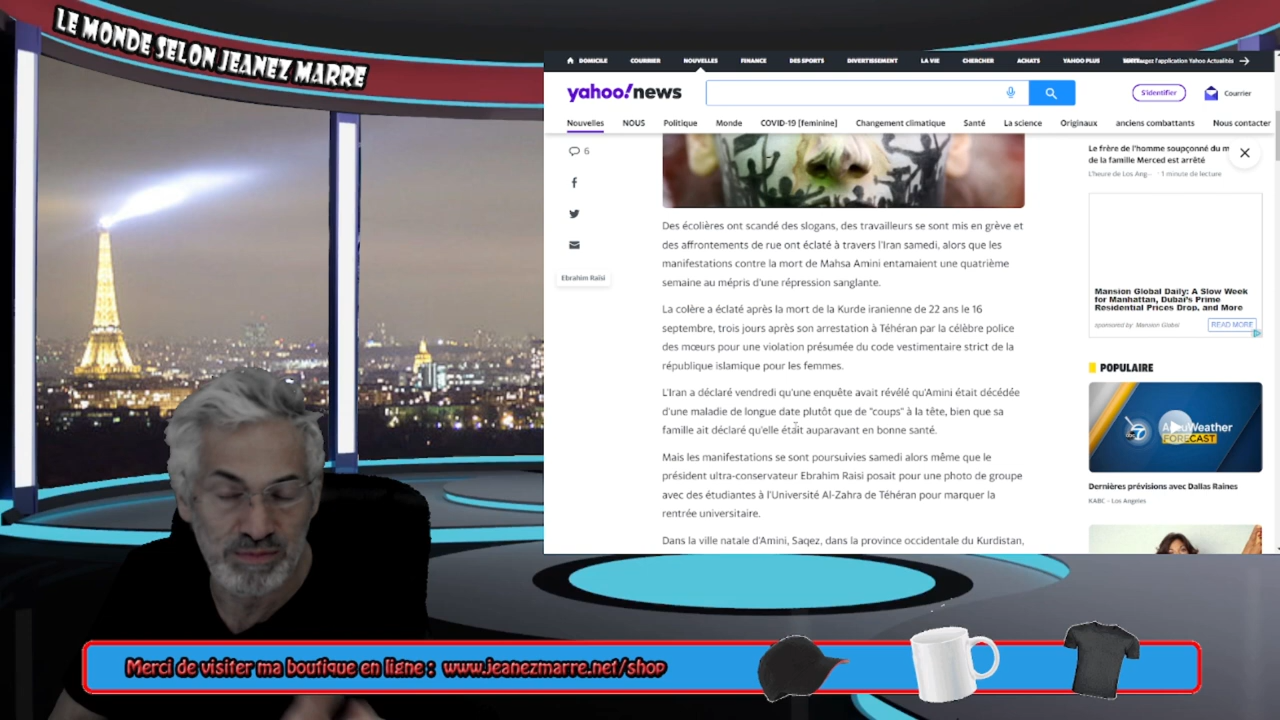 LE MONDE SELON JEANEZ MARRE
DOMICILE COURRIER NOUVELLES FINANCE DES SPORTS DIVERTISSEMENT LA VIE CHERCHER ACHATS YAHOO PLUS l'application Yahoo Actualités
yahoo!news
S'identifier Courrier
Nouvelles NOUS Politique Monde COVID-19 [feminine] Changement climatique Santé La science Originaux anciens combattants Nous contacter
6
Ebrahim Raisi
Des écolières ont scandé des slogans, des travailleurs se sont mis en grève et
des affrontements de rue ont éclaté à travers l'Iran samedi, alors que les
manifestations contre la mort de Mahsa Amini entamaient une quatrième
semaine au mépris d'une répression sanglante.
La colère a éclaté après la mort de la Kurde iranienne de 22 ans le 16
septembre, trois jours après son arrestation à Téhéran par la célèbre police
des mœurs pour une violation présumée du code vestimentaire strict de la
république islamique pour les femmes.
L'Iran a déclaré vendredi qu'une enquête avait révélé qu'Amini était décédée
d'une maladie de longue date plutôt que de "coups" à la tête, bien que sa
famille ait déclaré qu'elle était auparavant en bonne santé.
Mais les manifestations se sont poursuivies samedi alors même que le
président ultra-conservateur Ebrahim Raisi posait pour une photo de groupe
avec des étudiantes à l'Université Al-Zahra de Téhéran pour marquer la
rentrée universitaire.
Dans la ville natale d'Amini, Saqez, dans la province occidentale du Kurdistan,
Le frère de l'homme soupçonné du m
de la famille Merced est arrêté
L'heure de Los Ang... · 1 minute de lecture
Mansion Global Daily: A Slow Week
for Manhattan, Dubai's Prime
Residential Prices Drop, and More
sponsored by: Mansion Global READ MORE
POPULAIRE
abc 7 AccuWeather
FORECAST
Dernières prévisions avec Dallas Raines
KABC - Los Angeles
Merci de visiter ma boutique en ligne : www.jeanezmarre.net/shop